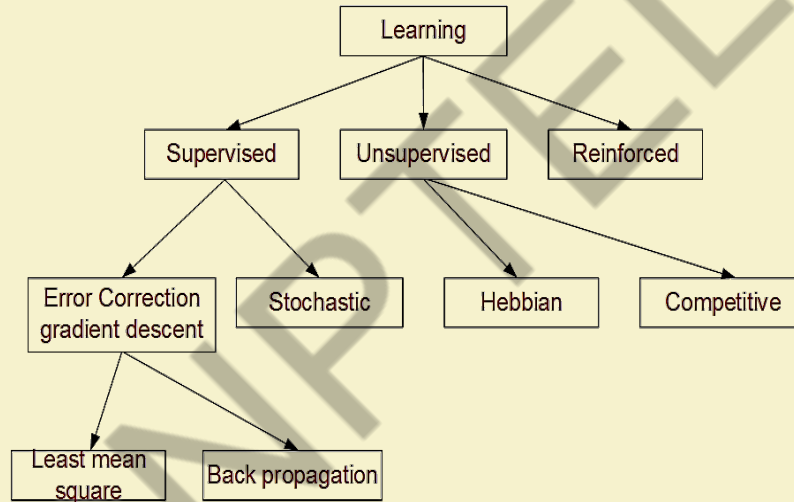 Learning
Supervised
Unsupervised
Reinforced
Error Correction
gradient descent
Stochastic
Hebbian
Competitive
Least mean
square
Back propagation
NPTEL